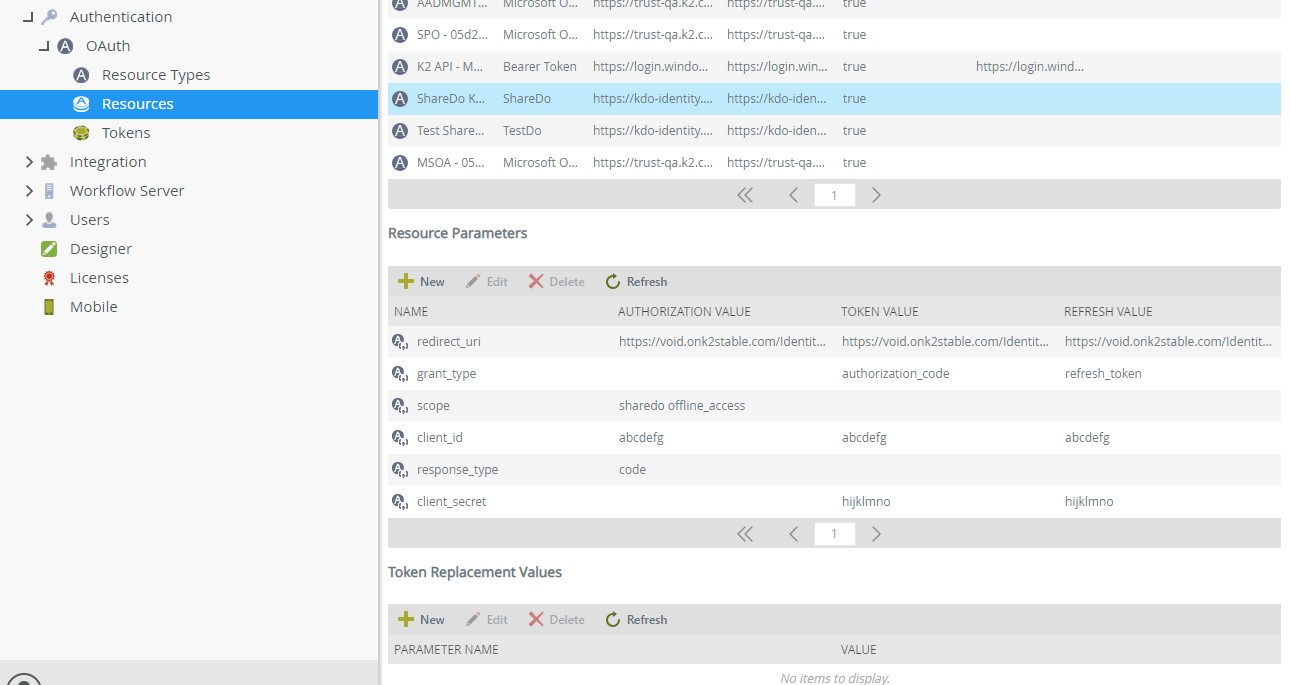 Authentication
OAuth
Resource Types
Resources
Tokens
Integration
Workflow Server
Users
Designer
Licenses
Mobile
AADMGMT... Microsoft O... https://trust-qa.k2.c... https://trust-qa.... true
SPO - 05d2... Microsoft O... https://trust-qa.k2.c... https://trust-qa.... true
K2 API - M... Bearer Token https://login.windo... https://login.win... true https://login.wind...
ShareDo K... ShareDo https://kdo-identity.... https://kdo-iden... true
Test Share... TestDo https://kdo-identity.... https://kdo-iden... true
MSOA - 05... Microsoft O... https://trust-qa.k2.c... https://trust-qa.... true
1
Resource Parameters
New Edit Delete Refresh
NAME AUTHORIZATION VALUE TOKEN VALUE REFRESH VALUE
redirect_uri https://void.onk2stable.com/Identit... https://void.onk2stable.com/Identit... https://void.onk2stable.com/Identit...
grant_type authorization_code refresh_token
scope sharedo offline_access
client_id abcdefg abcdefg abcdefg
response_type code
client_secret hijklmno hijklmno
1
Token Replacement Values
New Edit Delete Refresh
PARAMETER NAME VALUE
No items to display.